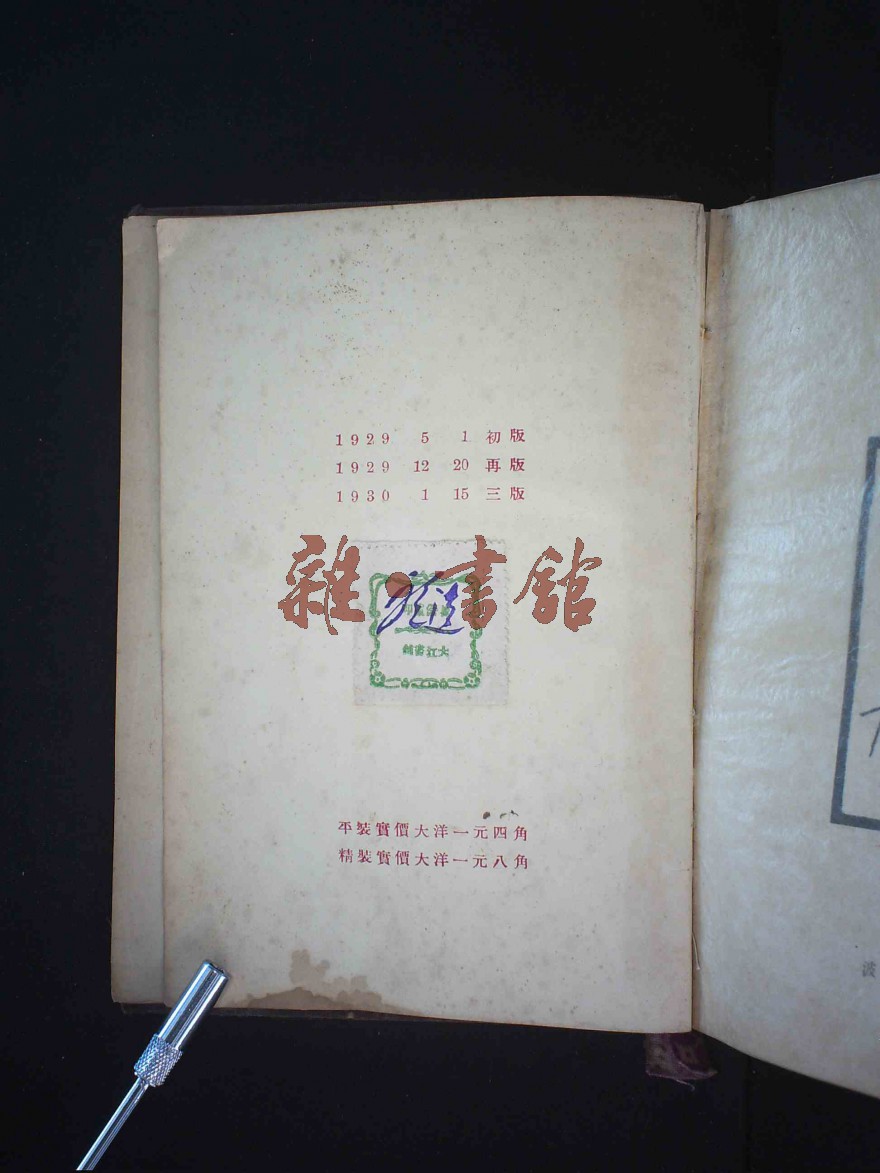 1929 5 1 初版
1929 12 20 再版
1930 1 15 三版
雜·書館
大江書鋪
平裝實價大洋一元四角
精裝實價大洋一元八角
波